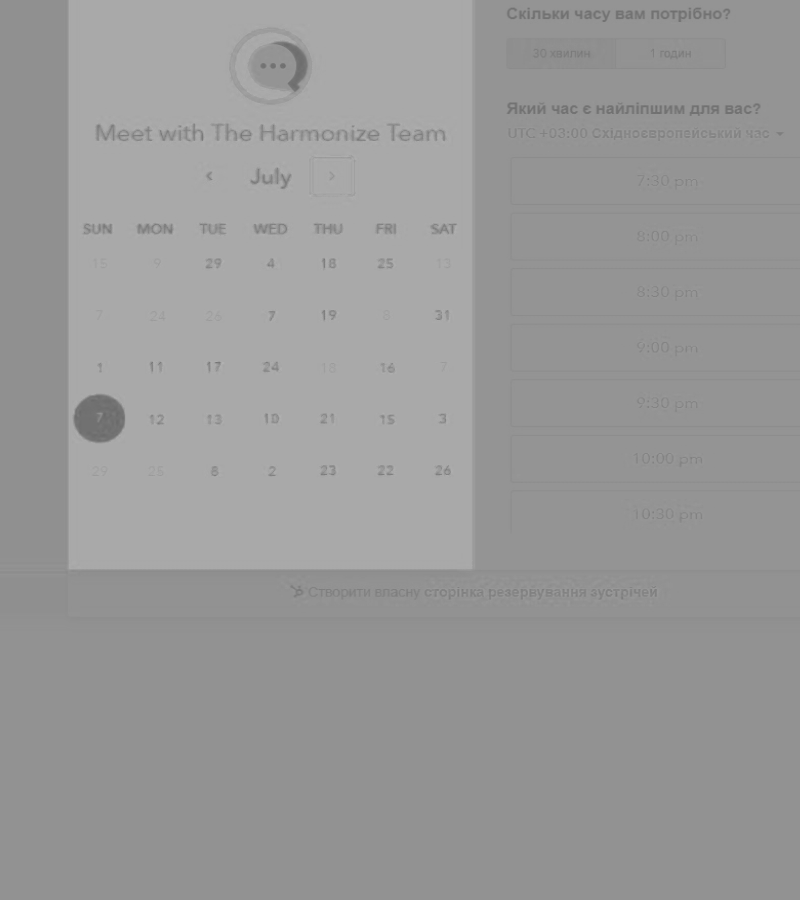 Meet with The Harmonize Team
‹ July ›
SUN MON TUE WED THU FRI SAT
15 9 29 4 18 25 13
7 24 26 7 19 8 31
1 11 17 24 18 16 7
7 12 13 10 21 15 3
29 25 8 2 23 22 26
Скільки часу вам потрібно?
30 хвилин 1 годин
Який час є найліпшим для вас?
UTC +03:00 Східноєвропейський час
7:30 pm
8:00 pm
8:30 pm
9:00 pm
9:30 pm
10:00 pm
10:30 pm
Створити власну сторінка резервування зустрічей